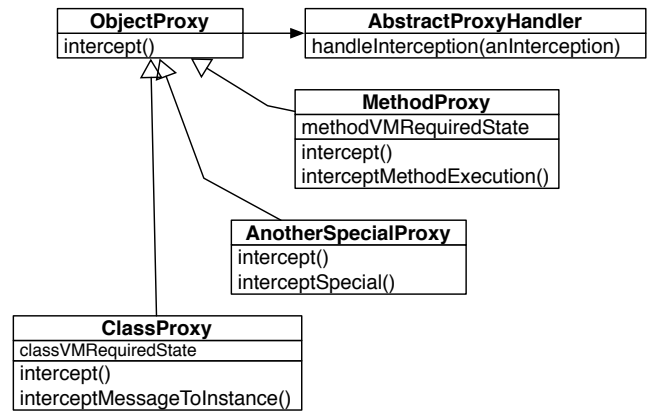 ObjectProxy
intercept()
AbstractProxyHandler
handleInterception(anInterception)
MethodProxy
methodVMRequiredState
intercept()
interceptMethodExecution()
AnotherSpecialProxy
intercept()
interceptSpecial()
ClassProxy
classVMRequiredState
intercept()
interceptMessageToInstance()